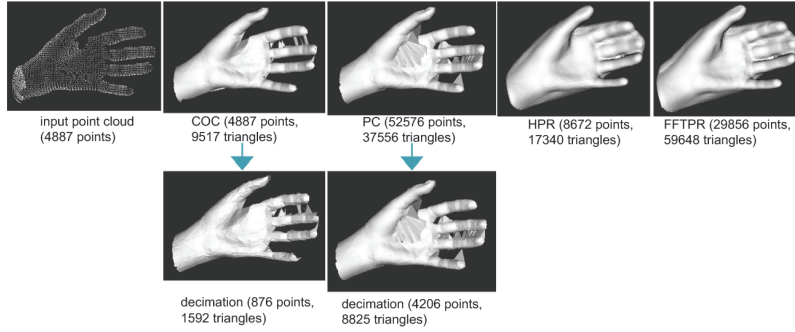 input point cloud
(4887 points)
COC (4887 points,
9517 triangles)
PC (52576 points,
37556 triangles)
HPR (8672 points,
17340 triangles)
FFTPR (29856 points,
59648 triangles)
decimation (876 points,
1592 triangles)
decimation (4206 points,
8825 triangles)